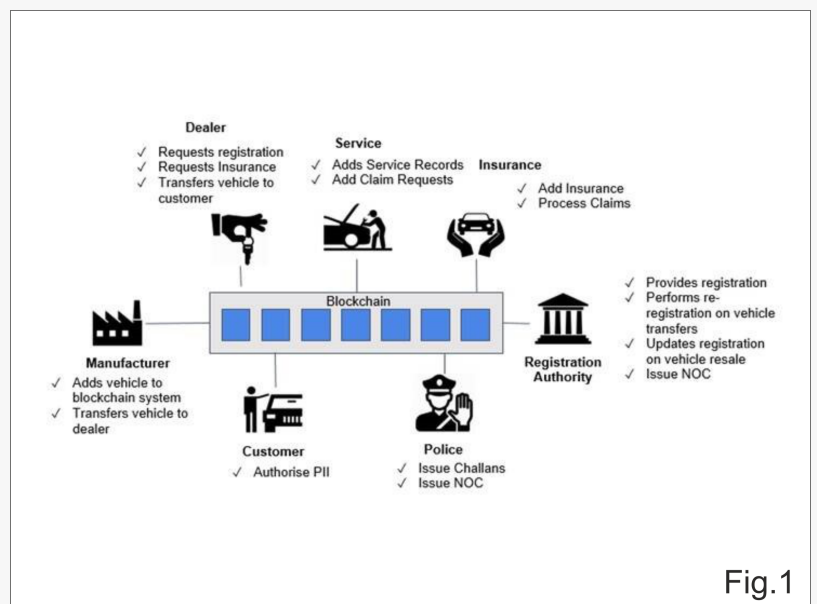 Dealer
✓ Requests registration
✓ Requests Insurance
✓ Transfers vehicle to
customer
Service
✓ Adds Service Records
✓ Add Claim Requests
Insurance
✓ Add Insurance
✓ Process Claims
Blockchain
Manufacturer
✓ Adds vehicle to
blockchain system
✓ Transfers vehicle to
dealer
Registration
Authority
✓ Provides registration
✓ Performs re-
registration on vehicle
transfers
✓ Updates registration
on vehicle resale
✓ Issue NOC
Customer
✓ Authorise PII
Police
✓ Issue Challans
✓ Issue NOC
Fig.1